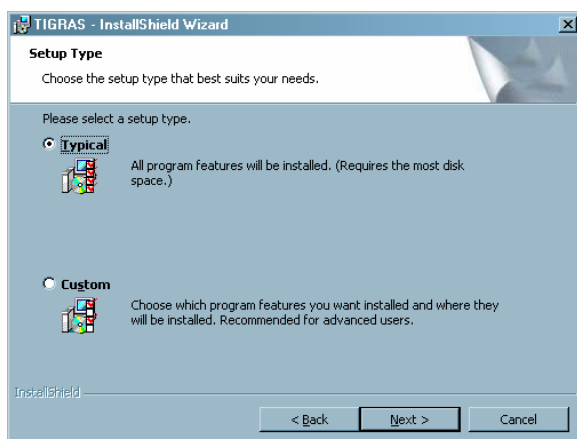 TIGRAS - InstallShield Wizard
Setup Type
Choose the setup type that best suits your needs.
Please select a setup type.
Typical
All program features will be installed. (Requires the most disk
space.)
Custom
Choose which program features you want installed and where they
will be installed. Recommended for advanced users.
InstallShield
< Back Next > Cancel